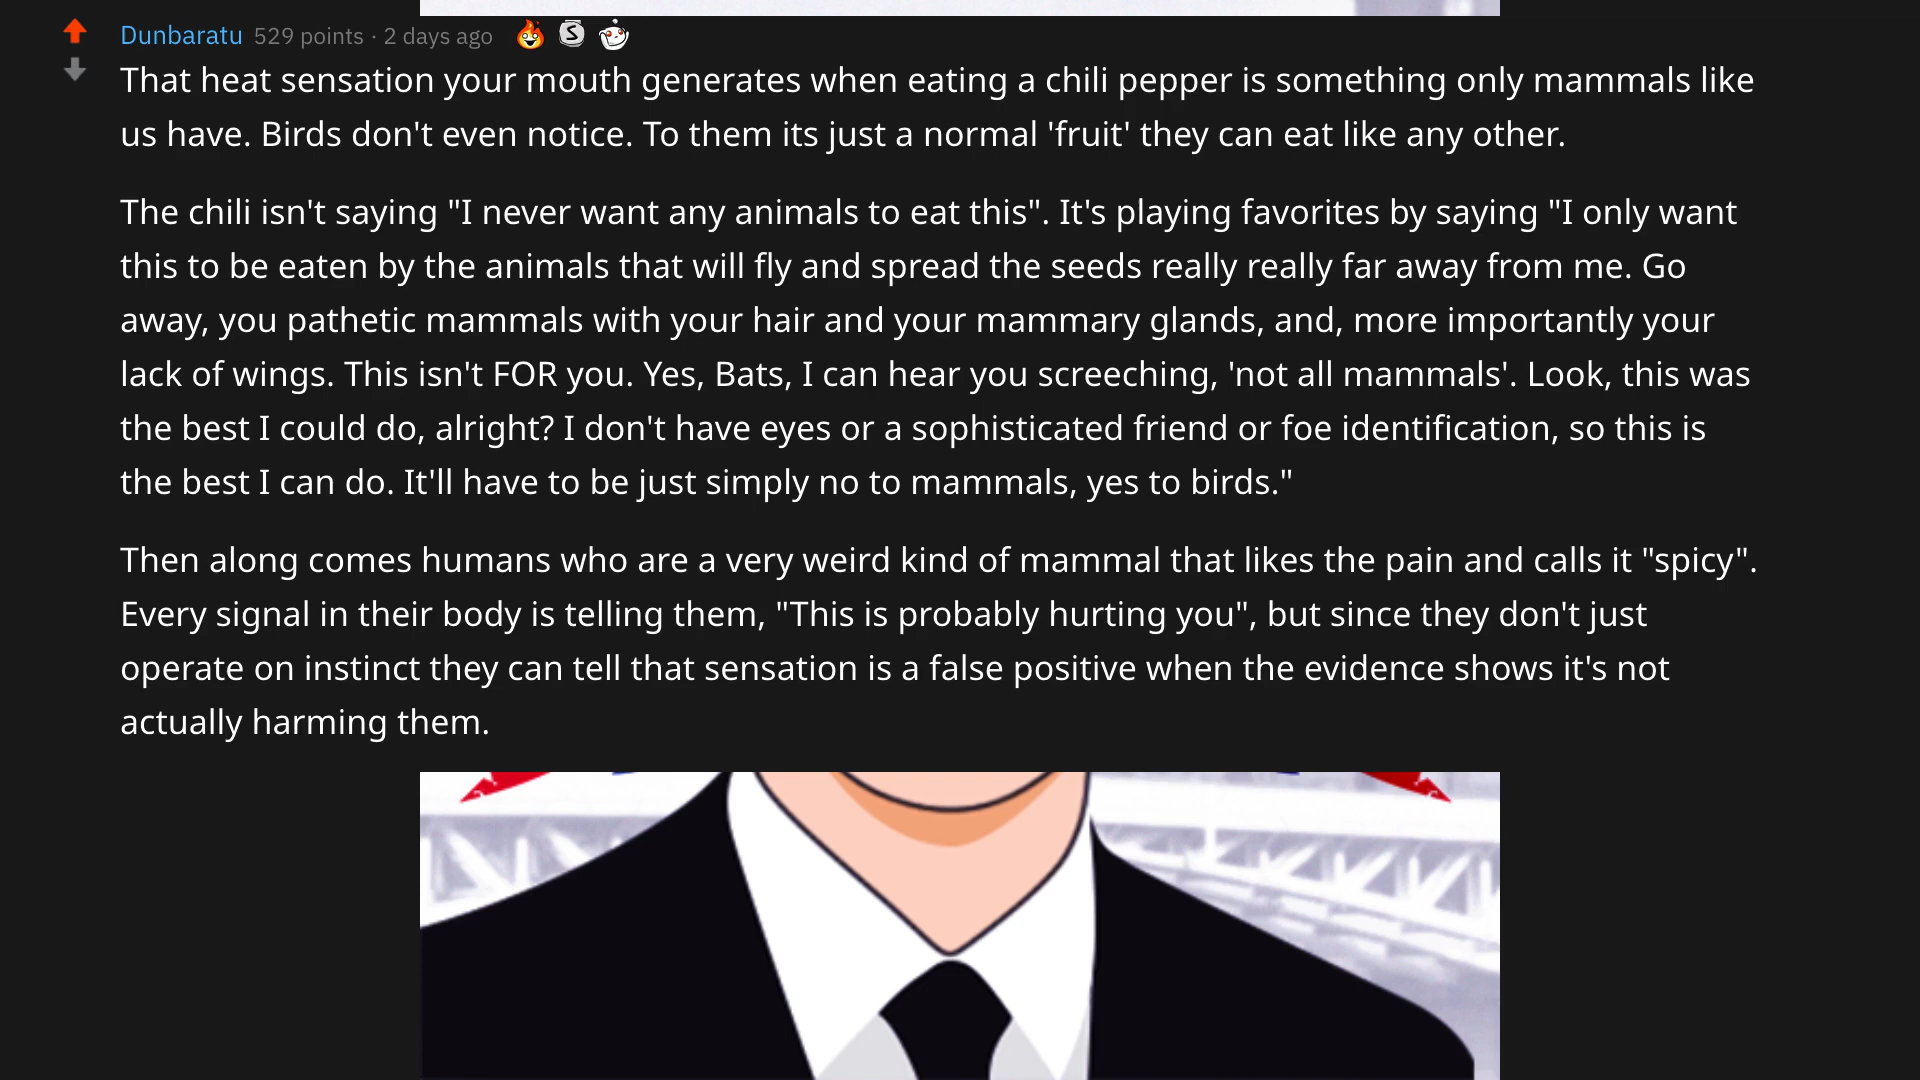 Dunbaratu 529 points · 2 days ago
That heat sensation your mouth generates when eating a chili pepper is something only mammals like
us have. Birds don't even notice. To them its just a normal 'fruit' they can eat like any other.
The chili isn't saying "I never want any animals to eat this". It's playing favorites by saying "I only want
this to be eaten by the animals that will fly and spread the seeds really really far away from me. Go
away, you pathetic mammals with your hair and your mammary glands, and, more importantly your
lack of wings. This isn't FOR you. Yes, Bats, I can hear you screeching, 'not all mammals'. Look, this was
the best I could do, alright? I don't have eyes or a sophisticated friend or foe identification, so this is
the best I can do. It'll have to be just simply no to mammals, yes to birds."
Then along comes humans who are a very weird kind of mammal that likes the pain and calls it "spicy".
Every signal in their body is telling them, "This is probably hurting you", but since they don't just
operate on instinct they can tell that sensation is a false positive when the evidence shows it's not
actually harming them.